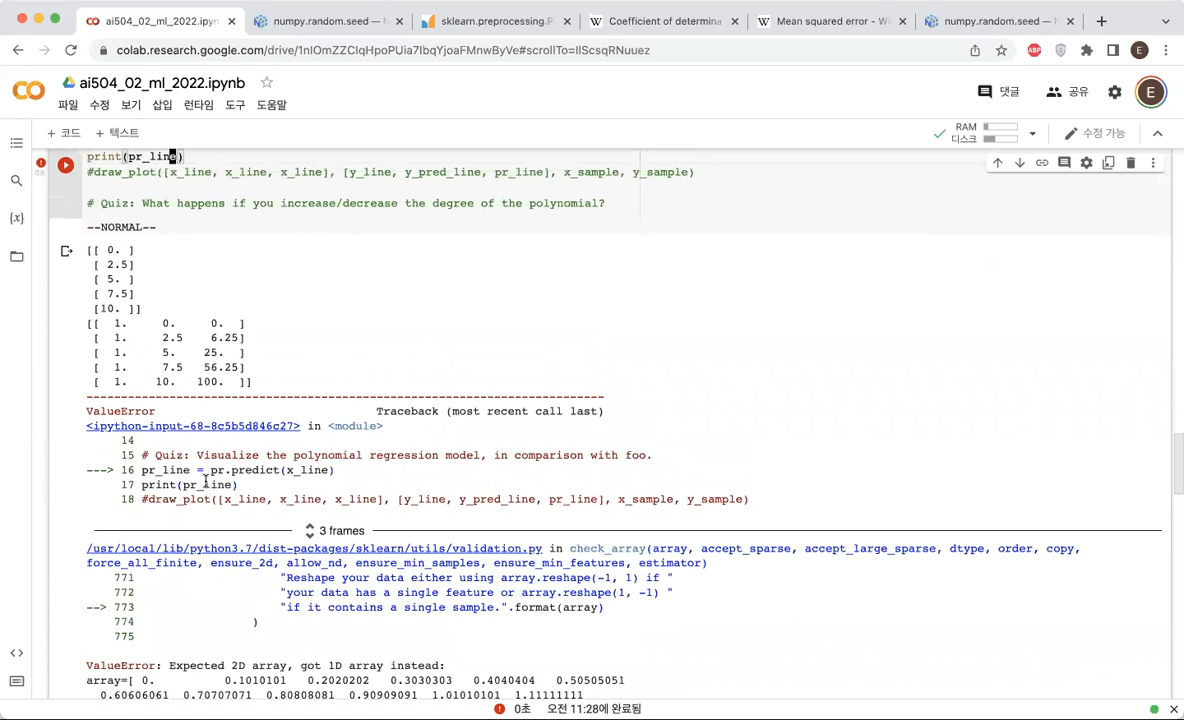 ai504_02_ml_2022.ipynb
numpy.random.seed —
sklearn.preprocessing.P
Coefficient of determina
Mean squared error - Wi
numpy.random.seed —
colab.research.google.com/drive/1nIOmZZClqHpoPUia7IbqYjoaFMnwByVe#scrollTo=IlScsqRNuuez
ABP
E
ai504_02_ml_2022.ipynb
파일 수정 보기 삽입 런타임 도구 도움말
댓글
공유
E
+ 코드 + 텍스트
RAM
디스크
수정 가능
print(pr_line)
#draw_plot([x_line, x_line, x_line], [y_line, y_pred_line, pr_line], x_sample, y_sample)
# Quiz: What happens if you increase/decrease the degree of the polynomial?
--NORMAL--
[[ 0. ]
[ 2.5]
[ 5. ]
[ 7.5]
[10. ]]
[[ 1. 0. 0. ]
[ 1. 2.5 6.25]
[ 1. 5. 25. ]
[ 1. 7.5 56.25]
[ 1. 10. 100. ]]
---------------------------------------------------------------------------
ValueError Traceback (most recent call last)
<ipython-input-68-8c5b5d846c27> in <module>
14
15 # Quiz: Visualize the polynomial regression model, in comparison with foo.
---> 16 pr_line = pr.predict(x_line)
17 print(pr_line)
18 #draw_plot([x_line, x_line, x_line], [y_line, y_pred_line, pr_line], x_sample, y_sample)
3 frames
/usr/local/lib/python3.7/dist-packages/sklearn/utils/validation.py in check_array(array, accept_sparse, accept_large_sparse, dtype, order, copy,
force_all_finite, ensure_2d, allow_nd, ensure_min_samples, ensure_min_features, estimator)
771 "Reshape your data either using array.reshape(-1, 1) if "
772 "your data has a single feature or array.reshape(1, -1) "
--> 773 "if it contains a single sample.".format(array)
774 )
775
ValueError: Expected 2D array, got 1D array instead:
array=[ 0. 0.1010101 0.2020202 0.3030303 0.4040404 0.50505051
0.60606061 0.70707071 0.80808081 0.90909091 1.01010101 1.11111111
0초 오전 11:28에 완료됨